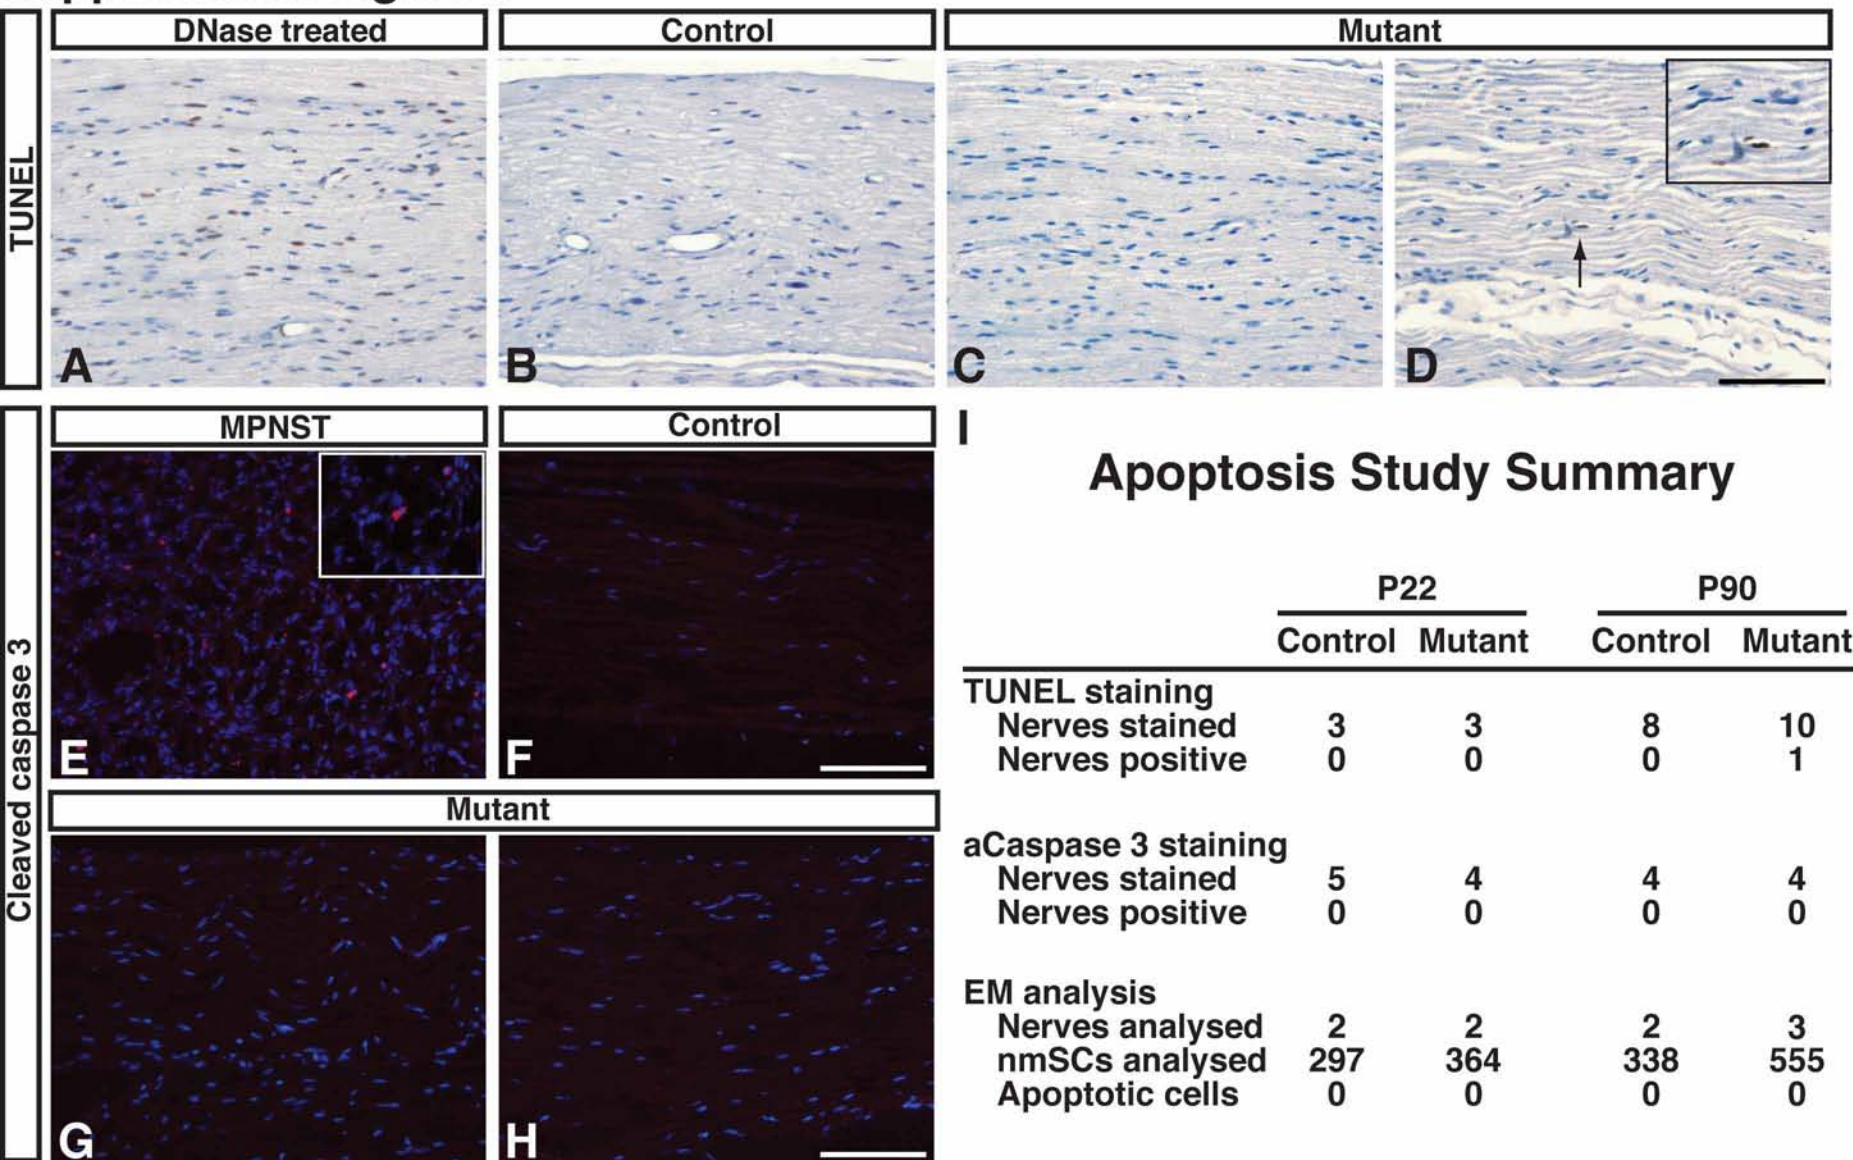 DNase treated
Control
Mutant
TUNEL
A
B
C
D
MPNST
Control
Cleaved caspase 3
E
F
Mutant
G
H
I
Apoptosis Study Summary
P22 P90
Control Mutant Control Mutant
TUNEL staining
Nerves stained 3 3 8 10
Nerves positive 0 0 0 1
aCaspase 3 staining
Nerves stained 5 4 4 4
Nerves positive 0 0 0 0
EM analysis
Nerves analysed 2 2 2 3
nmSCs analysed 297 364 338 555
Apoptotic cells 0 0 0 0